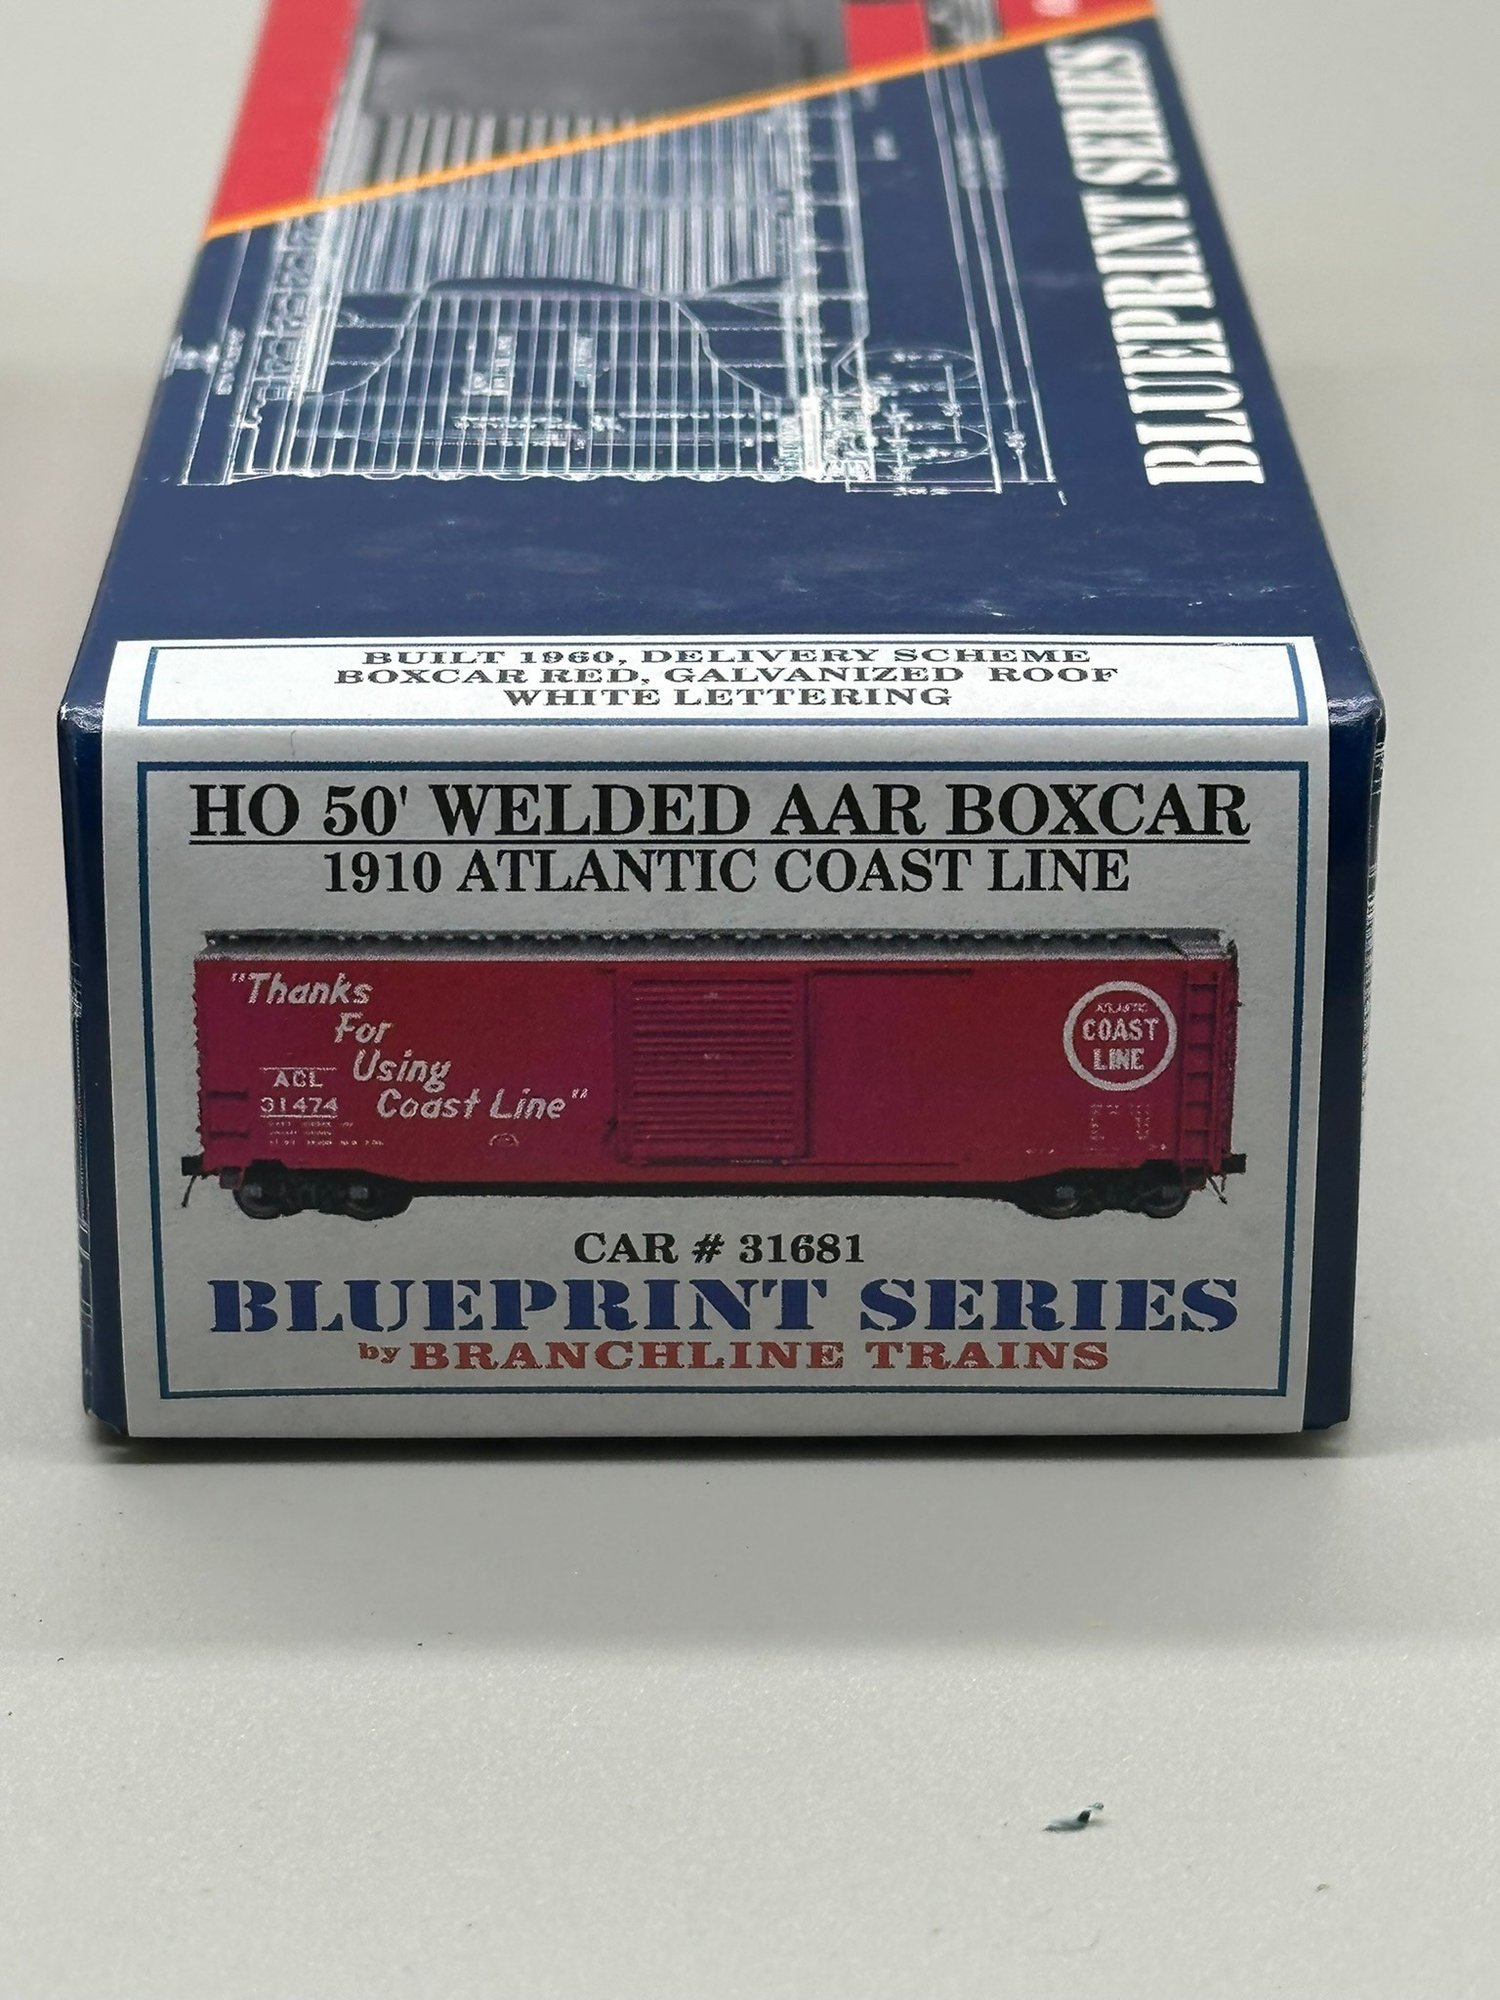 BLUEPRINT SERIES
BUILT 1960, DELIVERY SCHEME
BOXCAR RED, GALVANIZED ROOF
WHITE LETTERING
HO 50' WELDED AAR BOXCAR
1910 ATLANTIC COAST LINE
"Thanks
For
Using
Coast Line"
ACL
31474
ATLANTIC
COAST
LINE
CAR # 31681
BLUEPRINT SERIES
by BRANCHLINE TRAINS